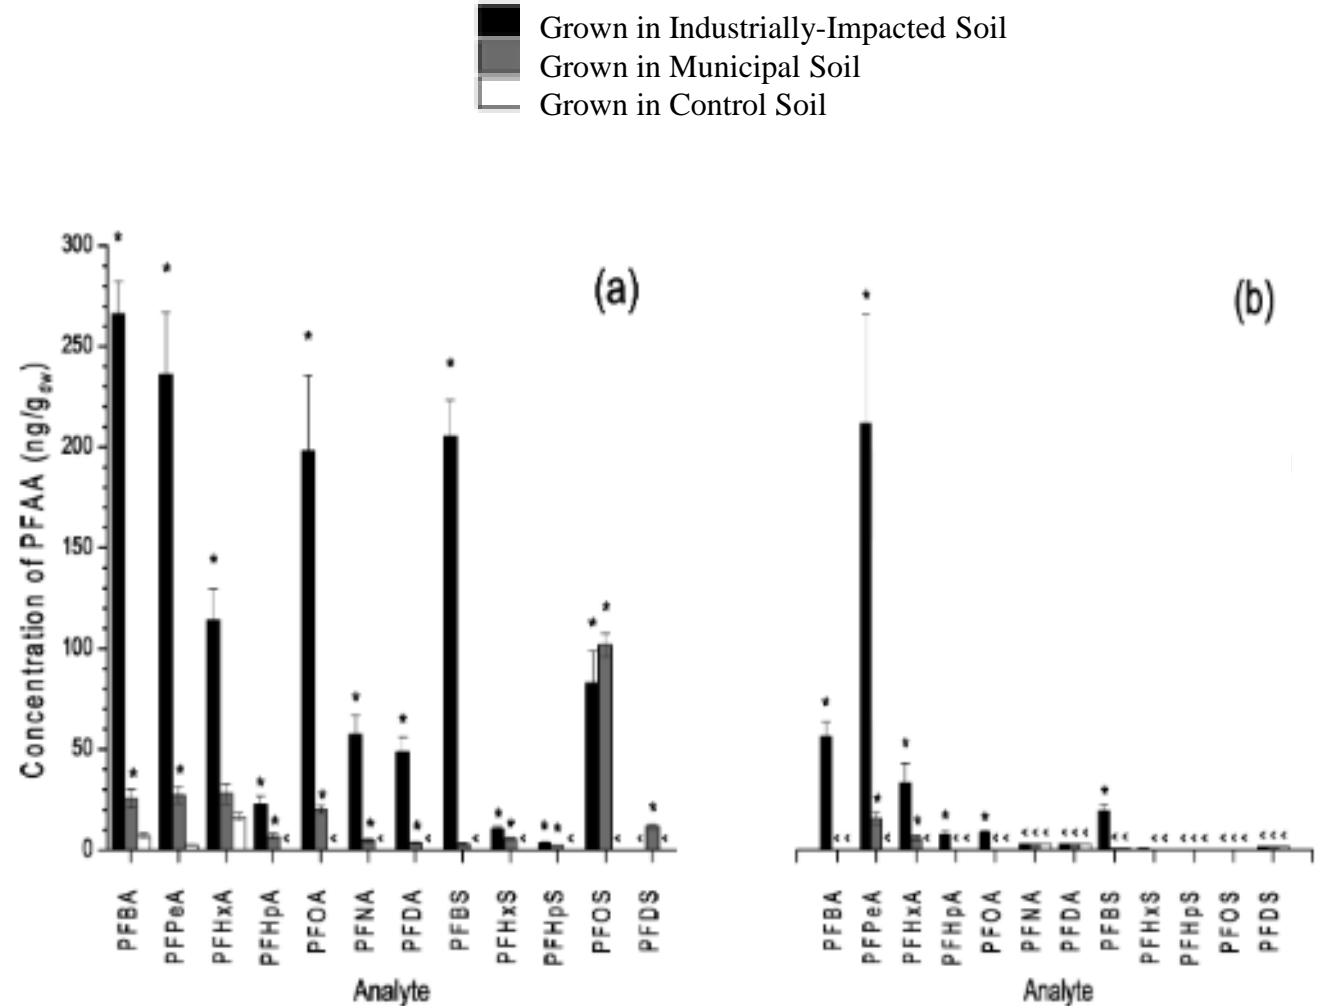 Grown in Industrially-Impacted Soil
Grown in Municipal Soil
Grown in Control Soil
(a)
(b)
Concentration of PFAA (ng/g_dw)
300
250
200
150
100
50
0
PFBA
PFPeA
PFHxA
PFHpA
PFOA
PFNA
PFDA
PFBS
PFHxS
PFHpS
PFOS
PFDS
Analyte
PFBA
PFPeA
PFHxA
PFHpA
PFOA
PFNA
PFDA
PFBS
PFHxS
PFHpS
PFOS
PFDS
Analyte